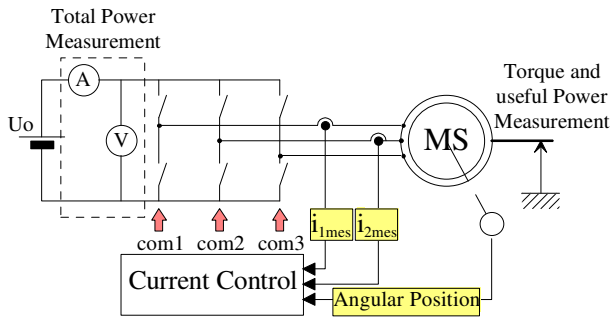 Total Power
Measurement
A
Uo
V
Torque and
useful Power
Measurement
MS
i1mes
i2mes
com1 com2 com3
Current Control
Angular Position